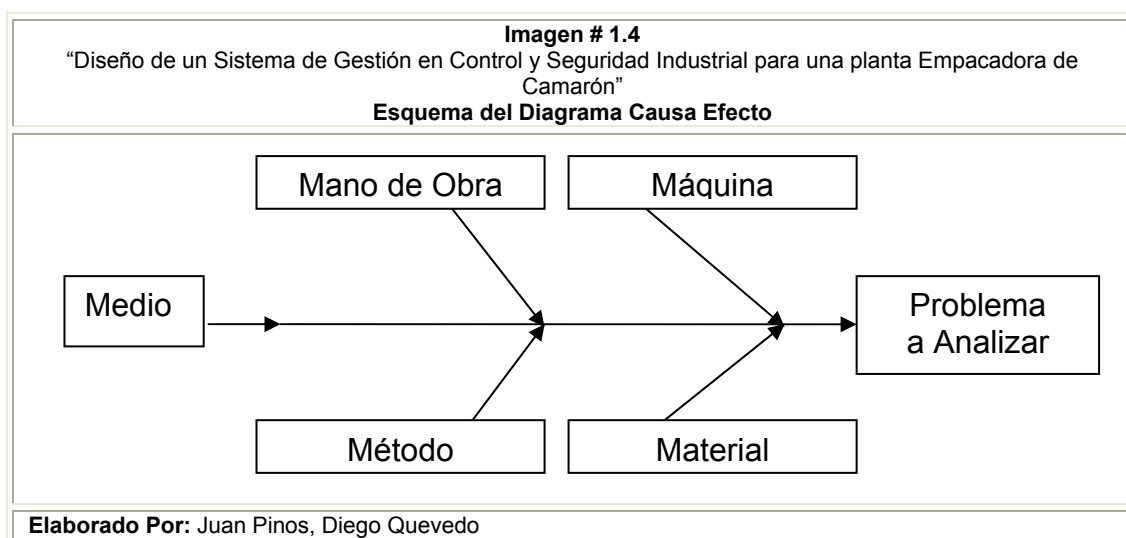 Imagen # 1.4
“Diseño de un Sistema de Gestión en Control y Seguridad Industrial para una planta Empacadora de
Camarón”
Esquema del Diagrama Causa Efecto
Mano de Obra
Máquina
Medio
Problema
a Analizar
Método
Material
Elaborado Por: Juan Pinos, Diego Quevedo